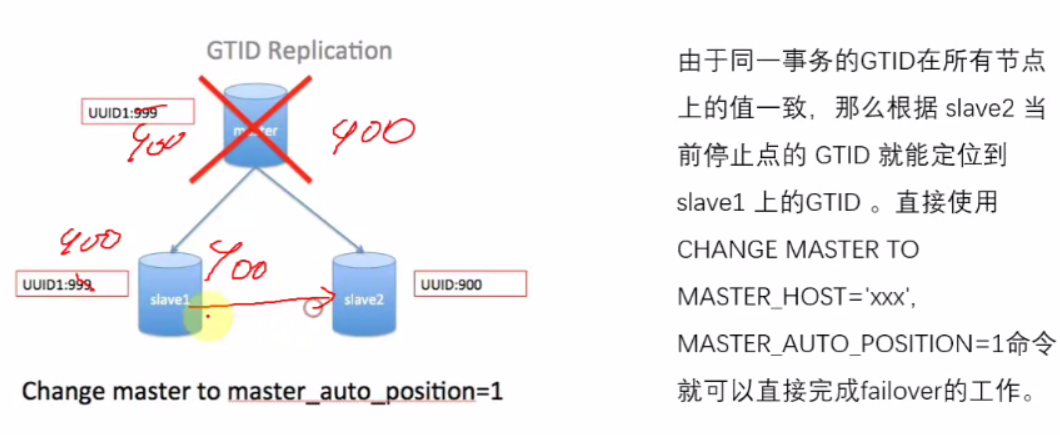 GTID Replication
UUID1:999
900
master
900
900
900
UUID1:999
slave1
slave2
UUID:900
Change master to master_auto_position=1
由于同一事务的GTID在所有节点
上的值一致，那么根据 slave2 当
前停止点的 GTID 就能定位到
slave1 上的GTID 。直接使用
CHANGE MASTER TO
MASTER_HOST='xxx',
MASTER_AUTO_POSITION=1命令
就可以直接完成failover的工作。